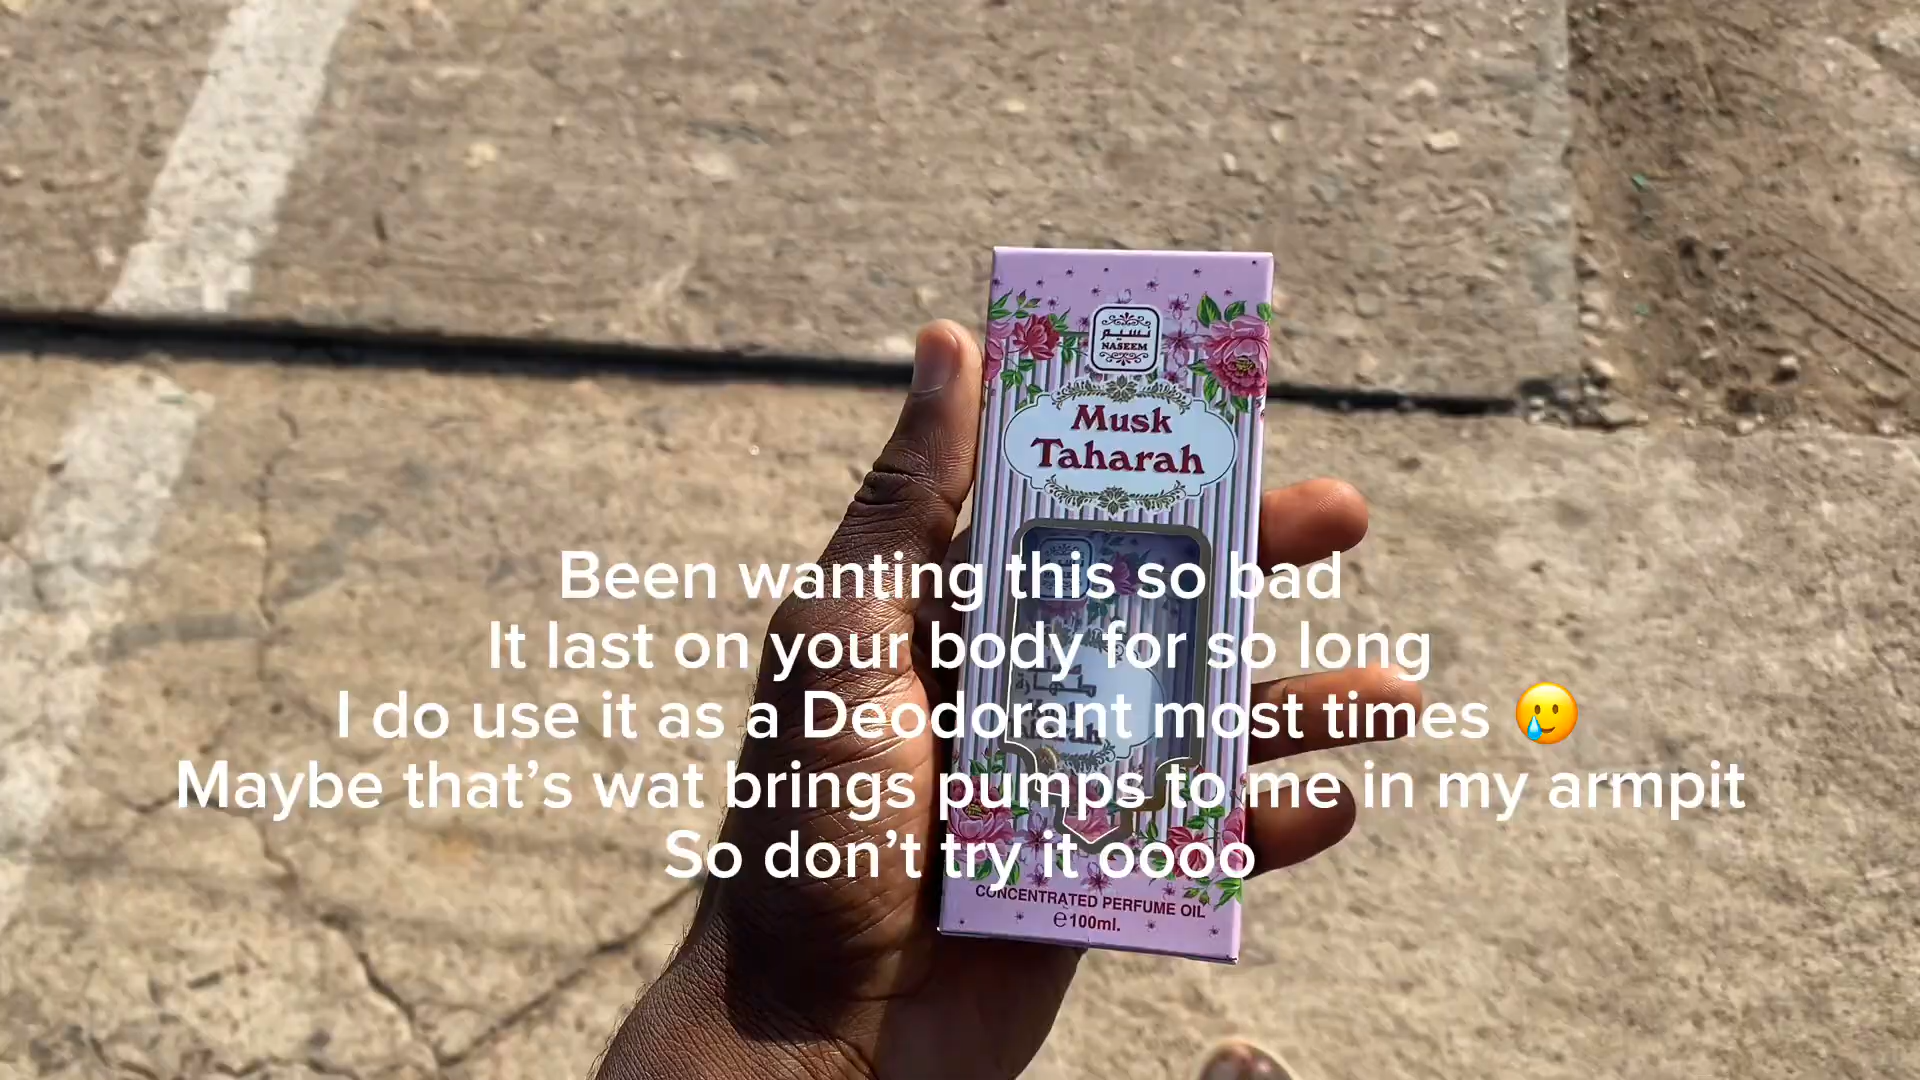 نسيم
NASEEM
Musk
Taharah
Been wanting this so bad
It last on your body for so long
I do use it as a Deodorant most times 🥲
Maybe that’s wat brings pumps to me in my armpit
So don’t try it oooo
طهارة
CONCENTRATED PERFUME OIL
℮100ml.